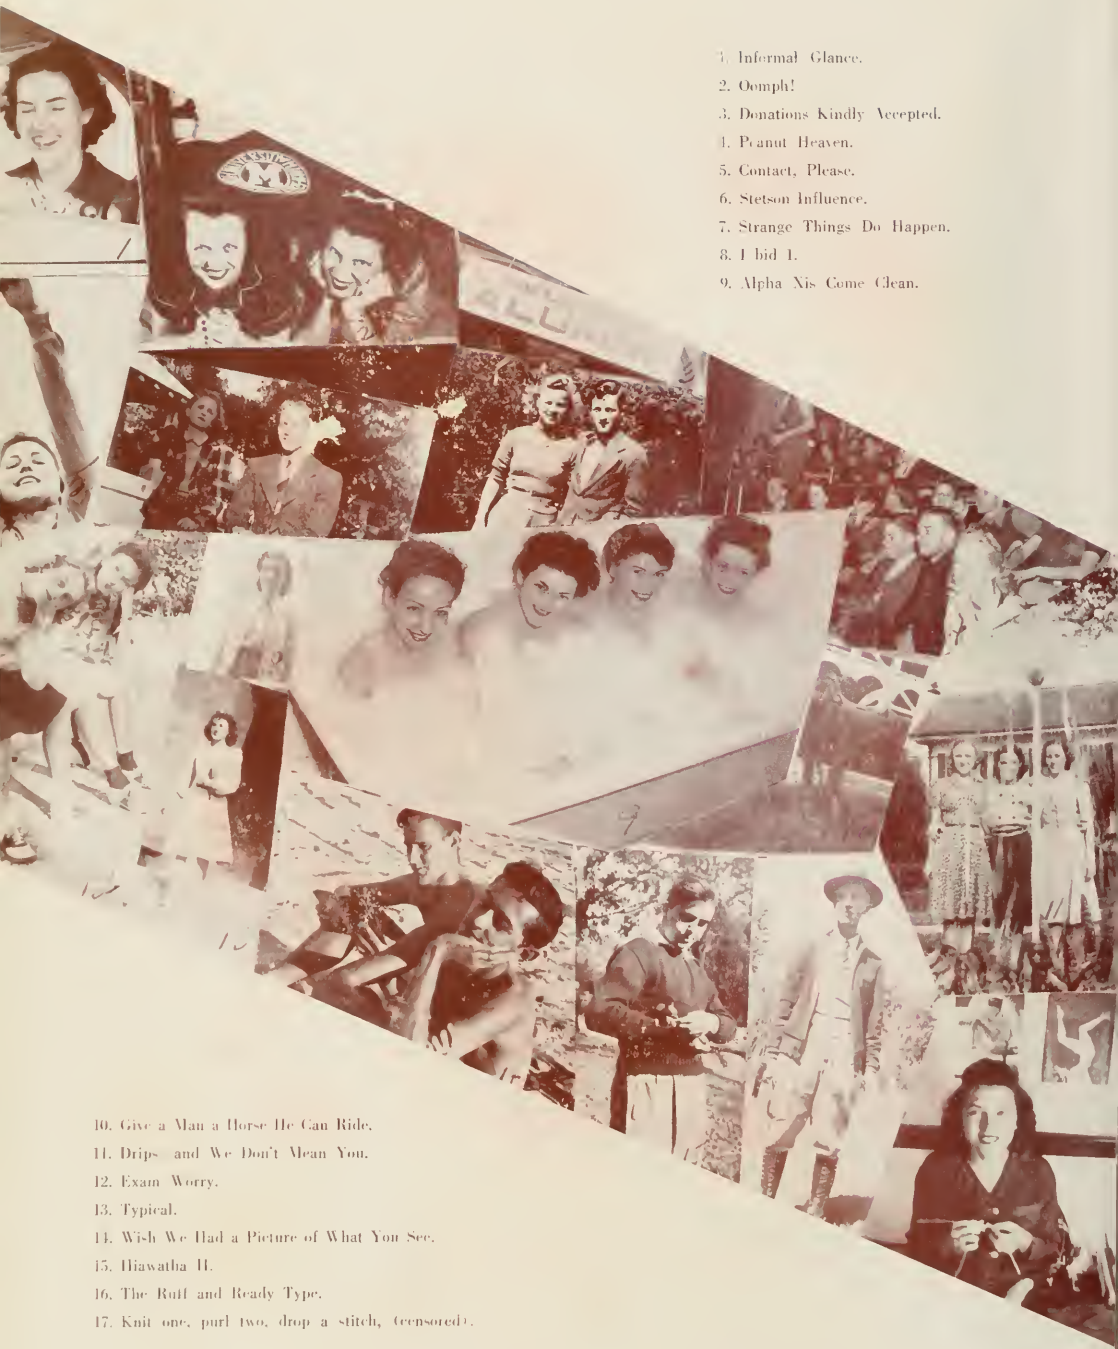 1. Informal Glance.
2. Oomph!
3. Donations Kindly Accepted.
4. Peanut Heaven.
5. Contact, Please.
6. Stetson Influence.
7. Strange Things Do Happen.
8. I bid 1.
9. Alpha Xis Come Clean.
M
1
9
10. Give a Man a Horse He Can Ride.
11. Drips and We Don't Mean You.
12. Exam Worry.
13. Typical.
14. Wish We Had a Picture of What You See.
15. Hiawatha II.
16. The Ruff and Ready Type.
17. Knit one, purl two, drop a stitch, (censored).